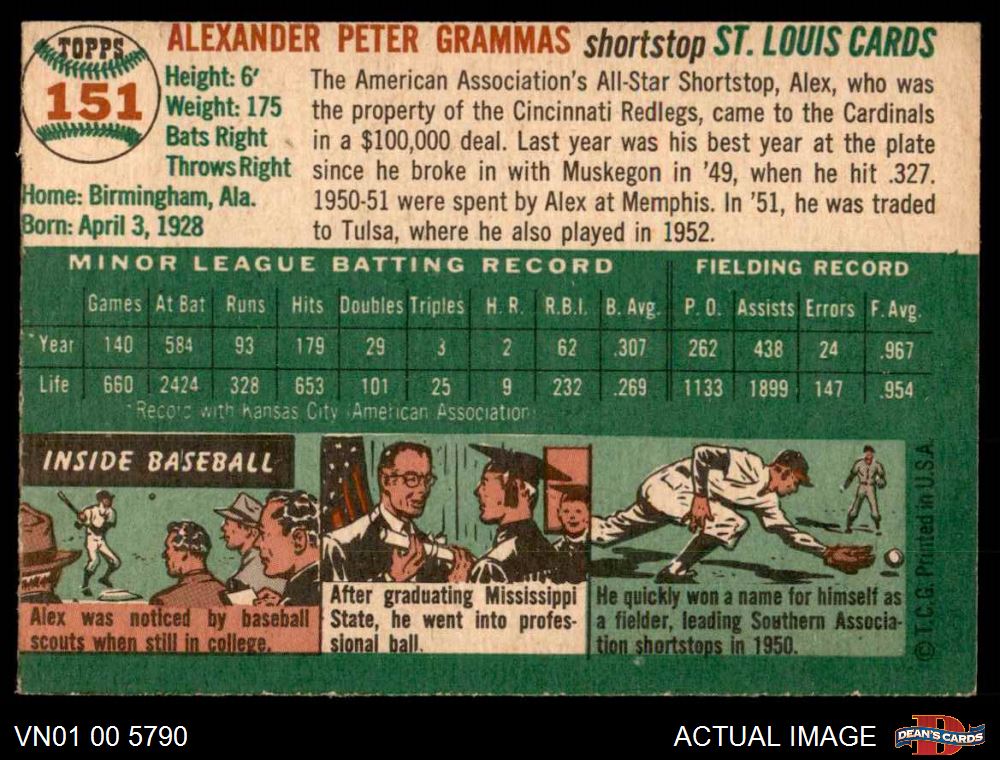 TOPPS
151
ALEXANDER PETER GRAMMAS shortstop ST. LOUIS CARDS
Height: 6'
Weight: 175
Bats Right
Throws Right
Home: Birmingham, Ala.
Born: April 3, 1928
The American Association's All-Star Shortstop, Alex, who was
the property of the Cincinnati Redlegs, came to the Cardinals
in a $100,000 deal. Last year was his best year at the plate
since he broke in with Muskegon in '49, when he hit .327.
1950-51 were spent by Alex at Memphis. In '51, he was traded
to Tulsa, where he also played in 1952.
MINOR LEAGUE BATTING RECORD FIELDING RECORD
Games At Bat Runs Hits Doubles Triples H. R. R.B.I. B. Avg. P. O. Assists Errors F. Avg.
*Year 140 584 93 179 29 3 2 62 .307 262 438 24 .967
Life 660 2424 328 653 101 25 9 232 .269 1133 1899 147 .954
*Record with Kansas City (American Association)
INSIDE BASEBALL
Alex was noticed by baseball
scouts when still in college.
After graduating Mississippi
State, he went into profes-
sional ball.
He quickly won a name for himself as
a fielder, leading Southern Associa-
tion shortstops in 1950.
© T.C.G. Printed in U.S.A.
VN01 00 5790
ACTUAL IMAGE
D
DEAN'S CARDS